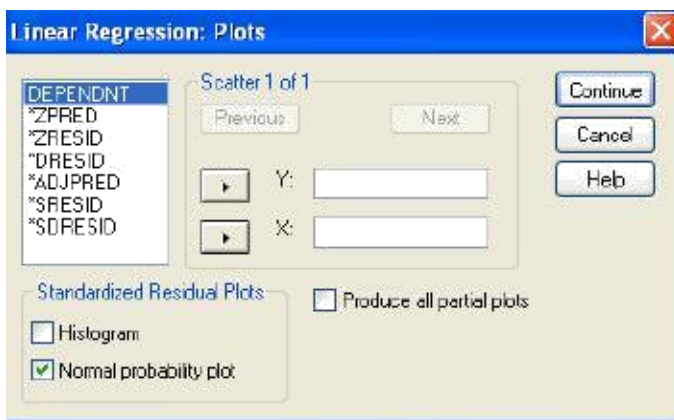 Linear Regression: Plots
DEPENDNT
*ZPRED
*ZRESID
*DRESID
*ADJPRED
*SRESID
*SDRESID
Scatter 1 of 1
Previous
Next
Y:
X:
Continue
Cancel
Help
Standardized Residual Plots
Histogram
Normal probability plot
Produce all partial plots